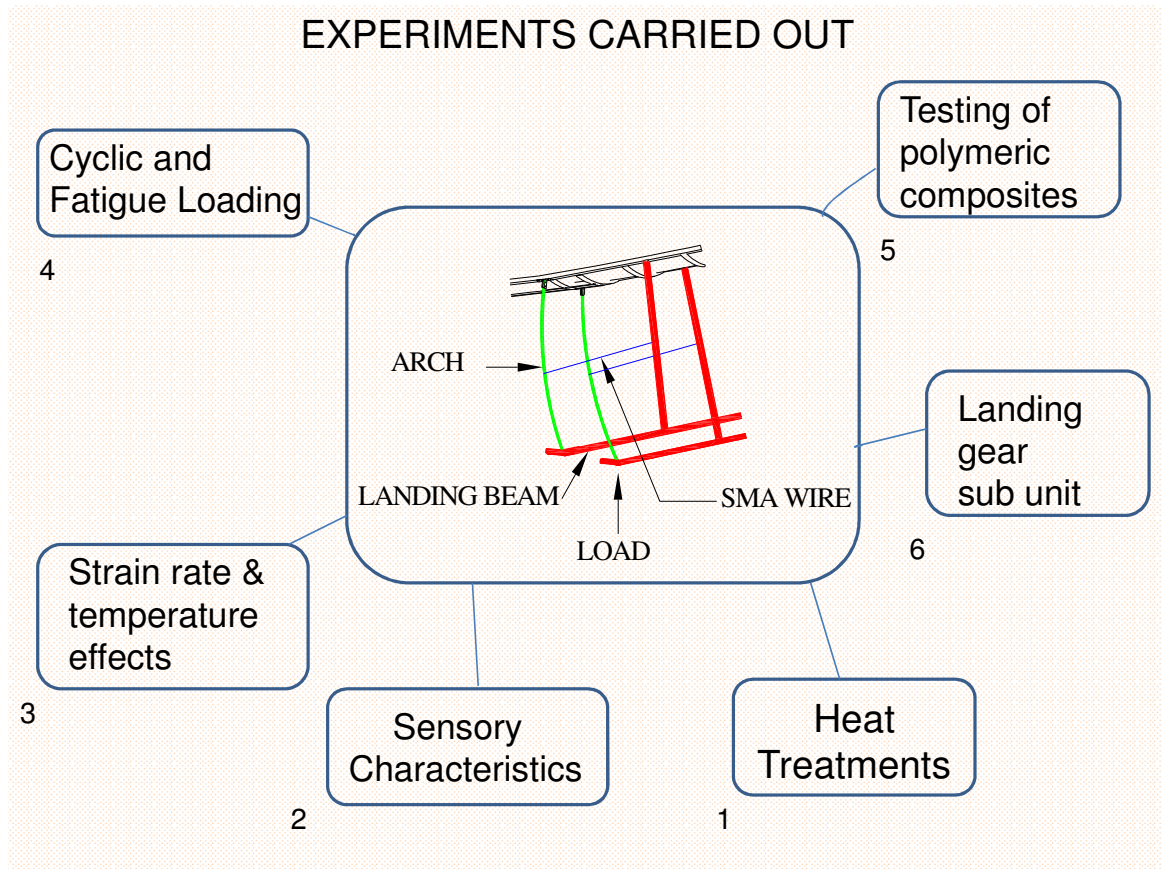 EXPERIMENTS CARRIED OUT
Testing of
polymeric
composites
5
Cyclic and
Fatigue Loading
4
ARCH
LANDING BEAM
SMA WIRE
LOAD
Landing
gear
sub unit
6
Strain rate &
temperature
effects
3
Sensory
Characteristics
2
Heat
Treatments
1